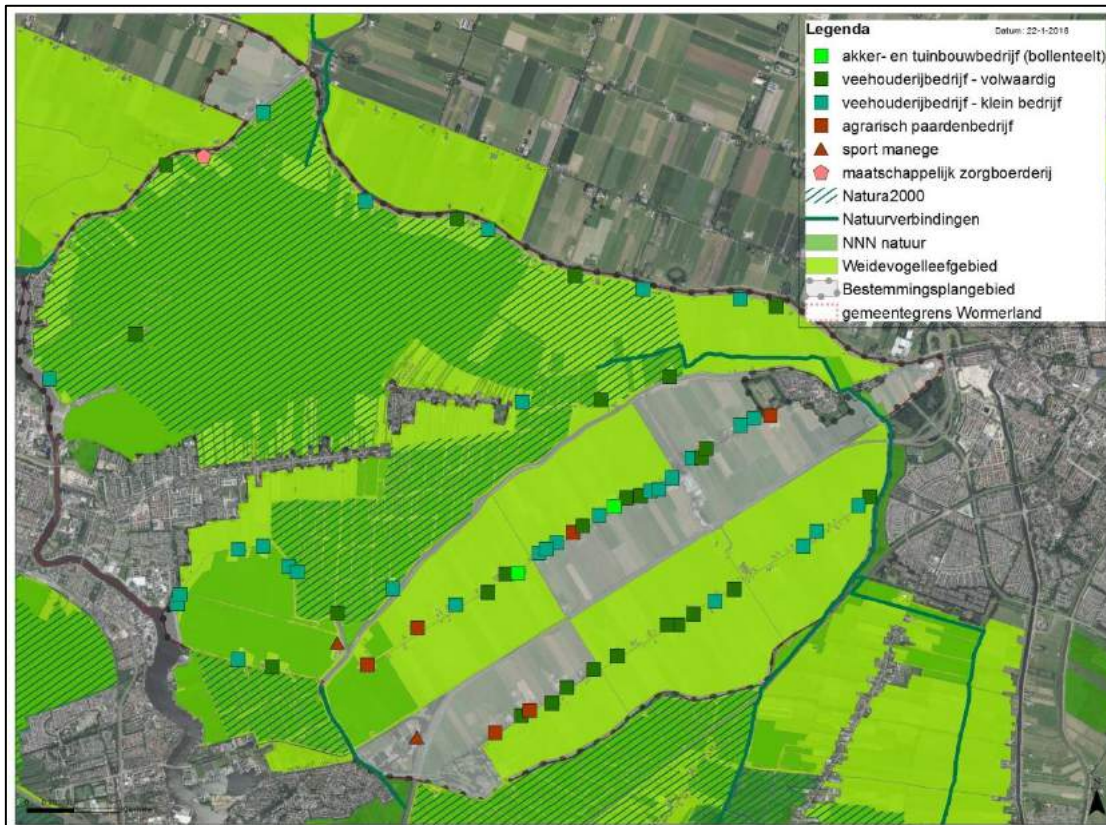 Legenda
Datum: 22-1-2018
akker- en tuinbouwbedrijf (bollenteelt)
veehouderijbedrijf - volwaardig
veehouderijbedrijf - klein bedrijf
agrarisch paardenbedrijf
sport manege
maatschappelijk zorgboerderij
Natura2000
Natuurverbindingen
NNN natuur
Weidevogelleefgebied
Bestemmingsplangebied
gemeentegrens Wormerland